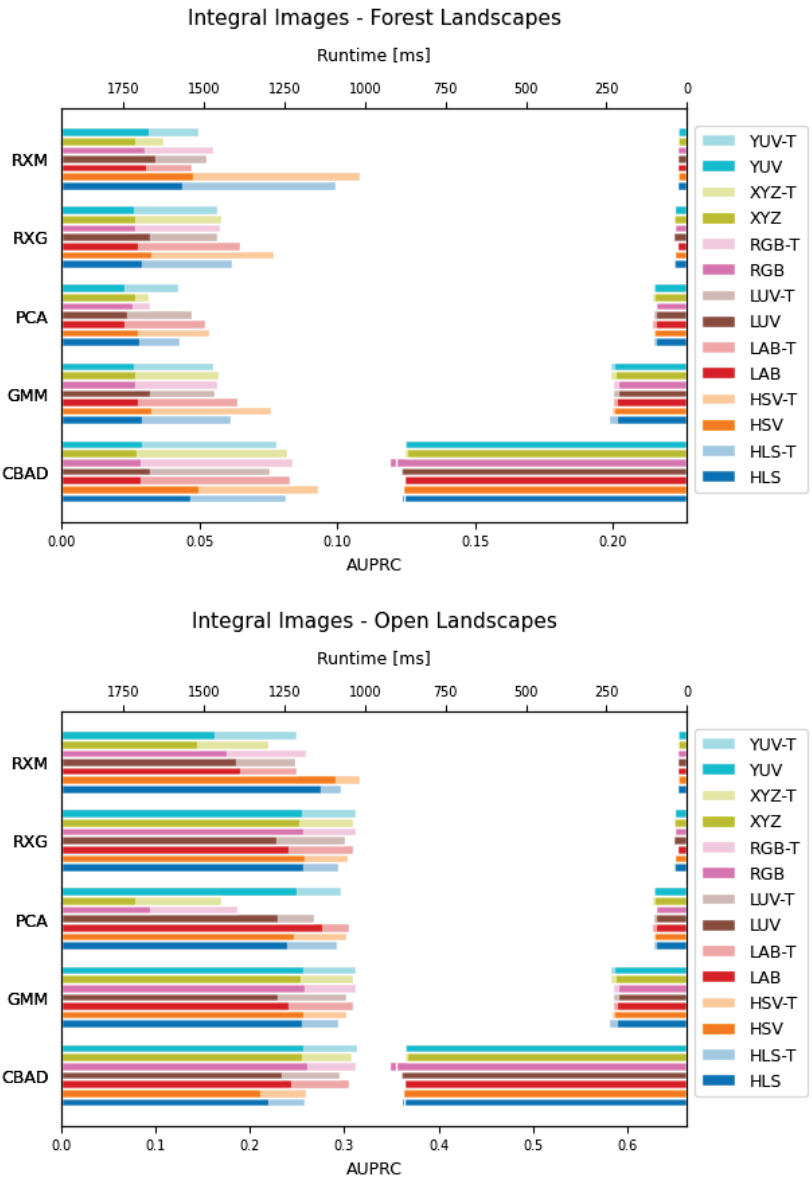 Integral Images - Forest Landscapes
Runtime [ms]
1750 1500 1250 1000 750 500 250 0
RXM
RXG
PCA
GMM
CBAD
YUV-T
YUV
XYZ-T
XYZ
RGB-T
RGB
LUV-T
LUV
LAB-T
LAB
HSV-T
HSV
HLS-T
HLS
0.00 0.05 0.10 0.15 0.20
AUPRC
Integral Images - Open Landscapes
Runtime [ms]
1750 1500 1250 1000 750 500 250 0
RXM
RXG
PCA
GMM
CBAD
YUV-T
YUV
XYZ-T
XYZ
RGB-T
RGB
LUV-T
LUV
LAB-T
LAB
HSV-T
HSV
HLS-T
HLS
0.0 0.1 0.2 0.3 0.4 0.5 0.6
AUPRC